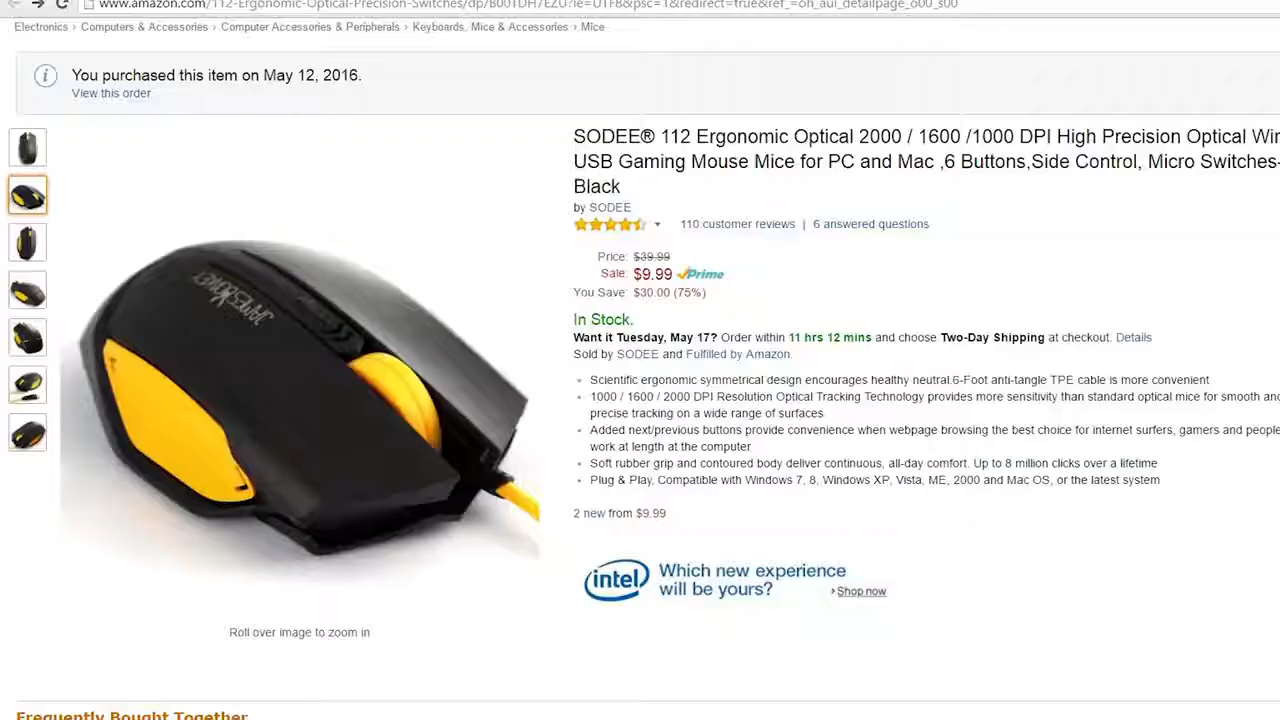 www.amazon.com/112-Ergonomic-Optical-Precision-Switches/dp/B001DH7EZU?ie=UTF8&psc=1&redirect=true&ref_=oh_aui_detailpage_o00_s00
Electronics › Computers & Accessories › Computer Accessories & Peripherals › Keyboards, Mice & Accessories › Mice
You purchased this item on May 12, 2016.
View this order
SODEE® 112 Ergonomic Optical 2000 / 1600 /1000 DPI High Precision Optical Wir
USB Gaming Mouse Mice for PC and Mac ,6 Buttons,Side Control, Micro Switches-
Black
by SODEE
110 customer reviews | 6 answered questions
Price: $39.99
Sale: $9.99 Prime
You Save: $30.00 (75%)
In Stock.
Want it Tuesday, May 17? Order within 11 hrs 12 mins and choose Two-Day Shipping at checkout. Details
Sold by SODEE and Fulfilled by Amazon.
• Scientific ergonomic symmetrical design encourages healthy neutral.6-Foot anti-tangle TPE cable is more convenient
• 1000 / 1600 / 2000 DPI Resolution Optical Tracking Technology provides more sensitivity than standard optical mice for smooth and
precise tracking on a wide range of surfaces
• Added next/previous buttons provide convenience when webpage browsing the best choice for internet surfers, gamers and people
work at length at the computer
• Soft rubber grip and contoured body deliver continuous, all-day comfort. Up to 8 million clicks over a lifetime
• Plug & Play, Compatible with Windows 7, 8, Windows XP, Vista, ME, 2000 and Mac OS, or the latest system
2 new from $9.99
JAMESDONKEY
intel
Which new experience
will be yours?
› Shop now
Roll over image to zoom in
Frequently Bought Together